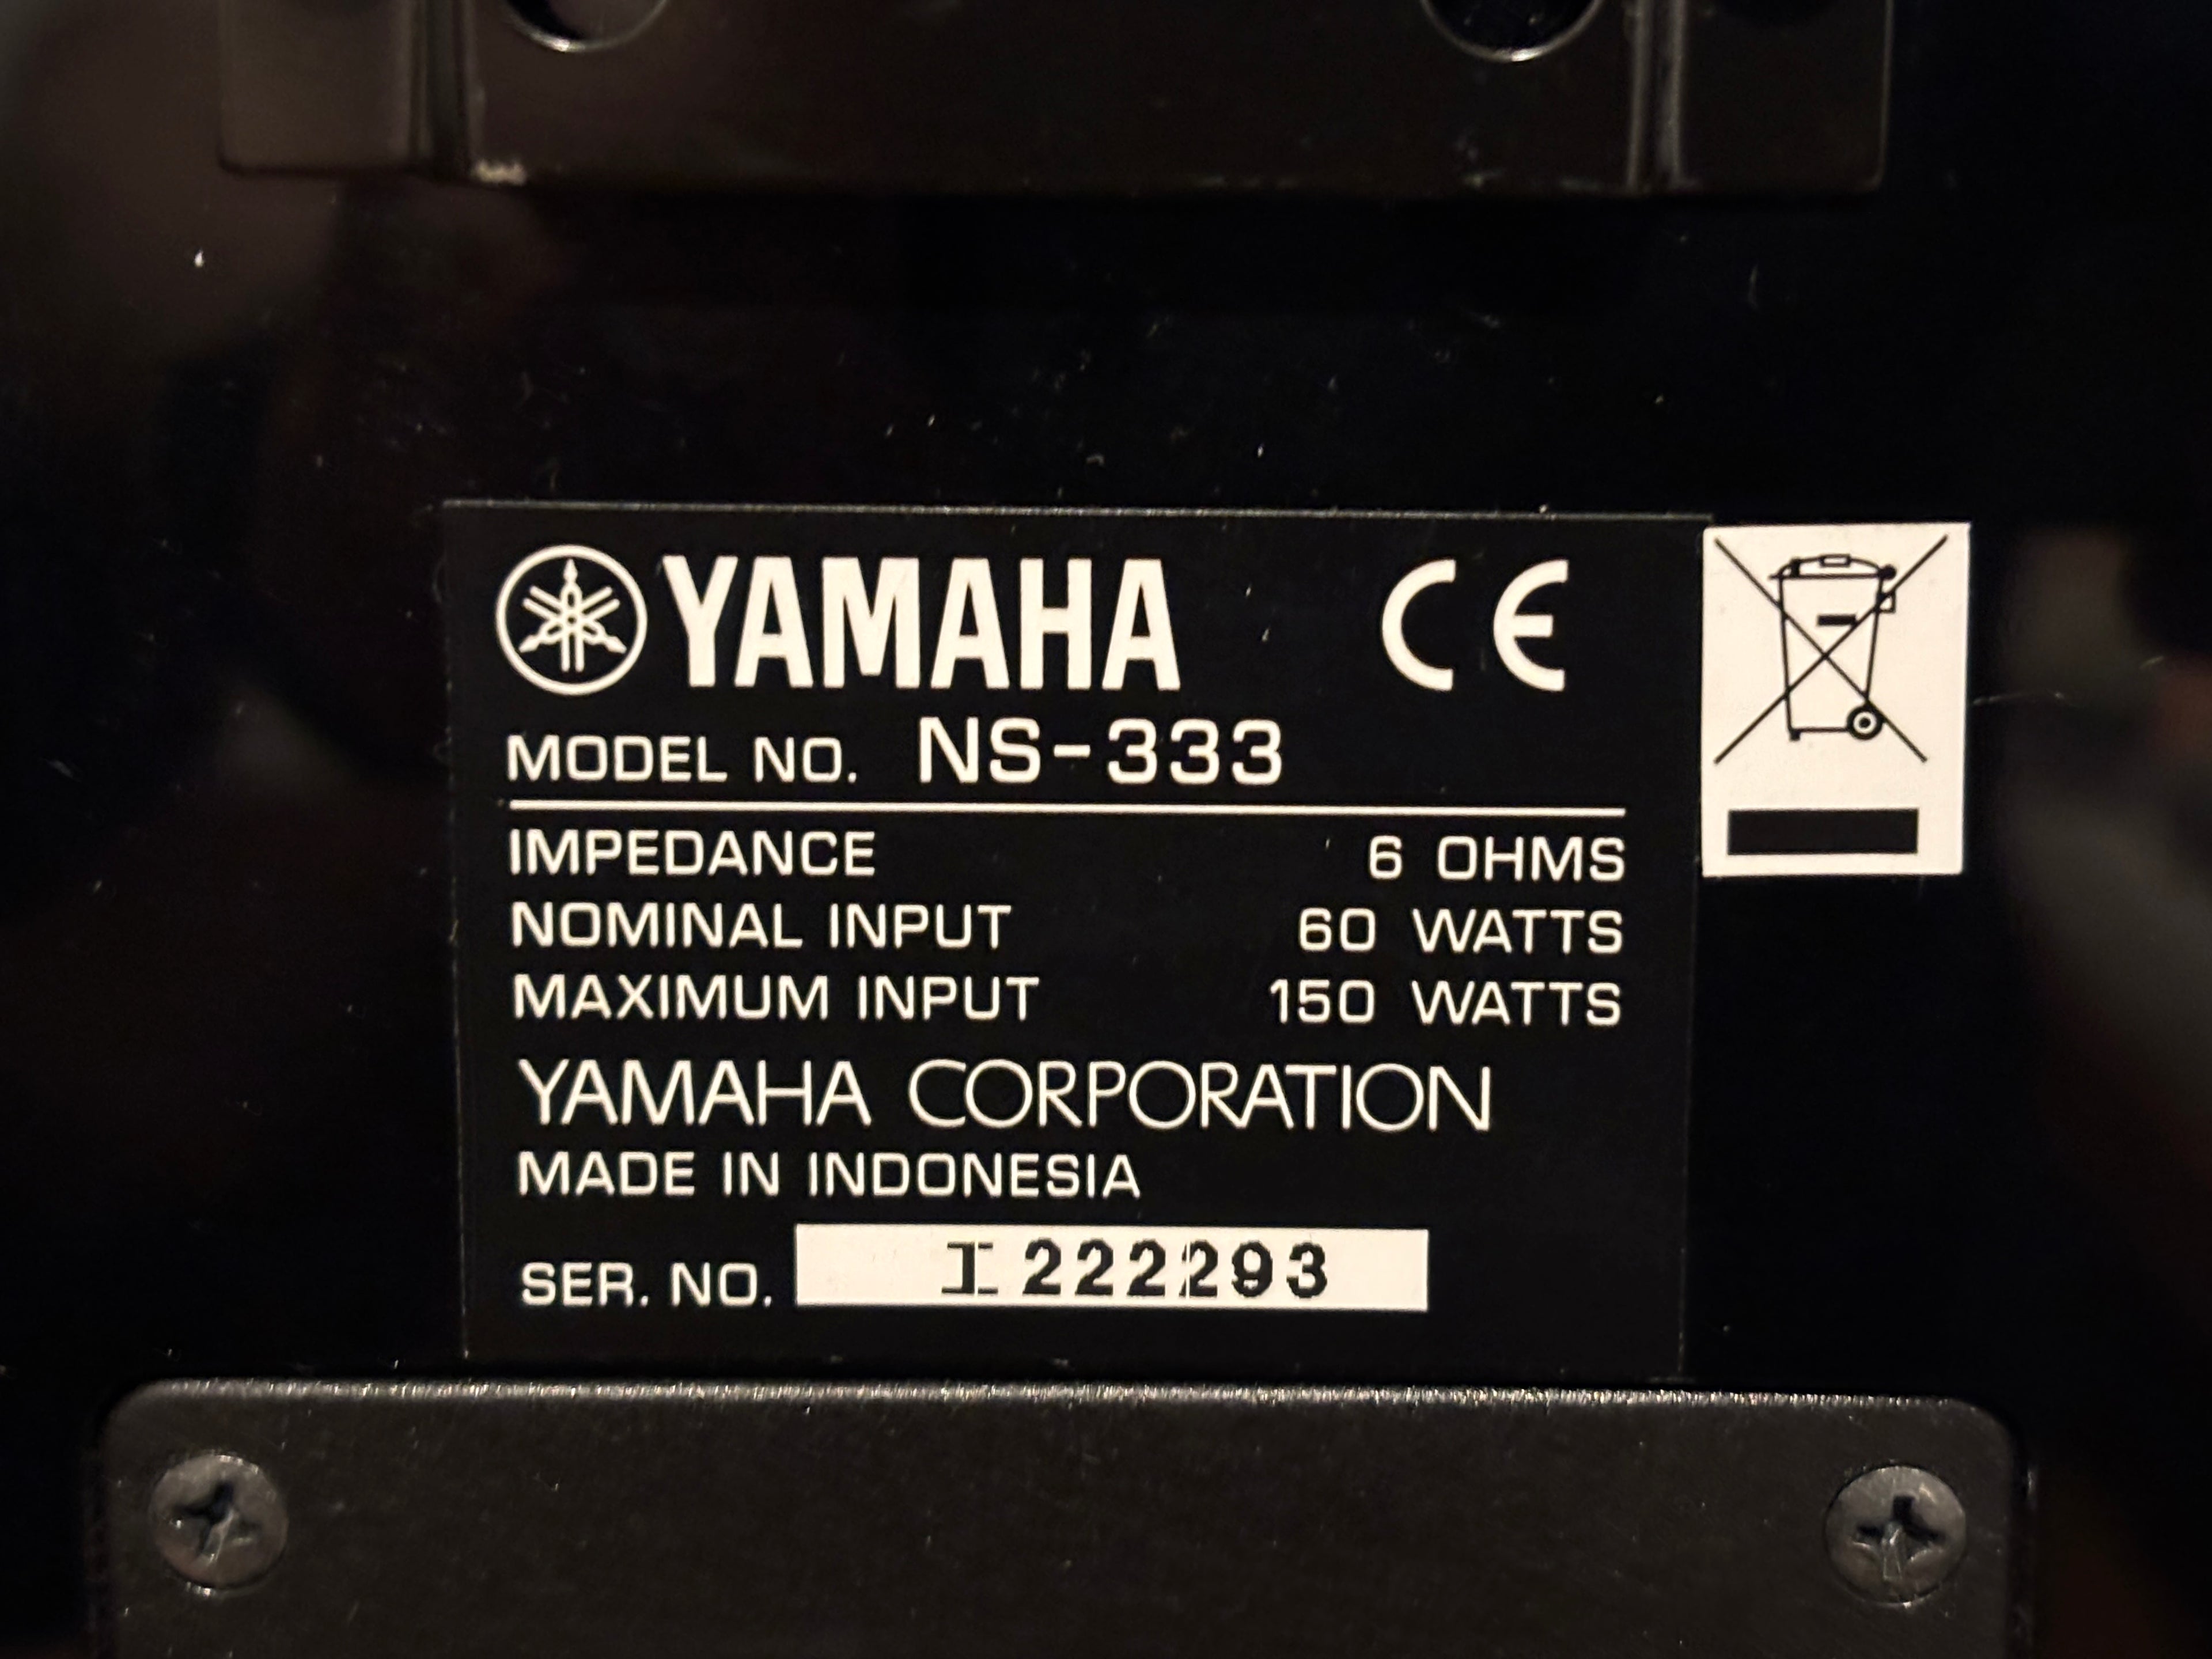 YAMAHA CE
MODEL NO. NS-333
IMPEDANCE 6 OHMS
NOMINAL INPUT 60 WATTS
MAXIMUM INPUT 150 WATTS
YAMAHA CORPORATION
MADE IN INDONESIA
SER. NO. I222293